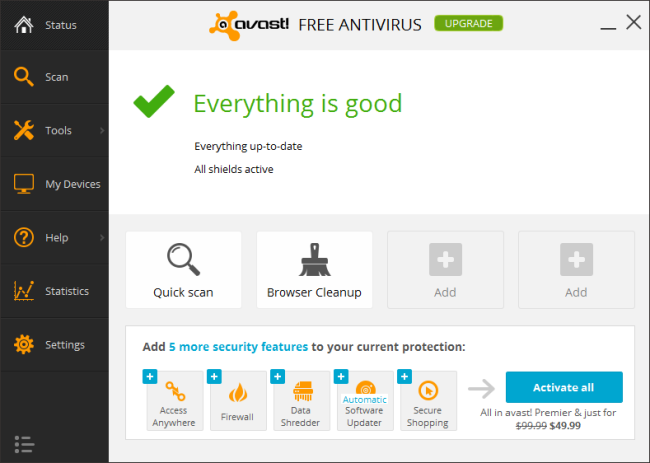 Status
Scan
Tools
My Devices
Help
Statistics
Settings
avast! FREE ANTIVIRUS UPGRADE
Everything is good
Everything up-to-date
All shields active
Quick scan
Browser Cleanup
Add
Add
Add 5 more security features to your current protection:
Access
Anywhere
Firewall
Data
Shredder
Automatic
Software
Updater
Secure
Shopping
Activate all
All in avast! Premier & just for
$99.99 $49.99